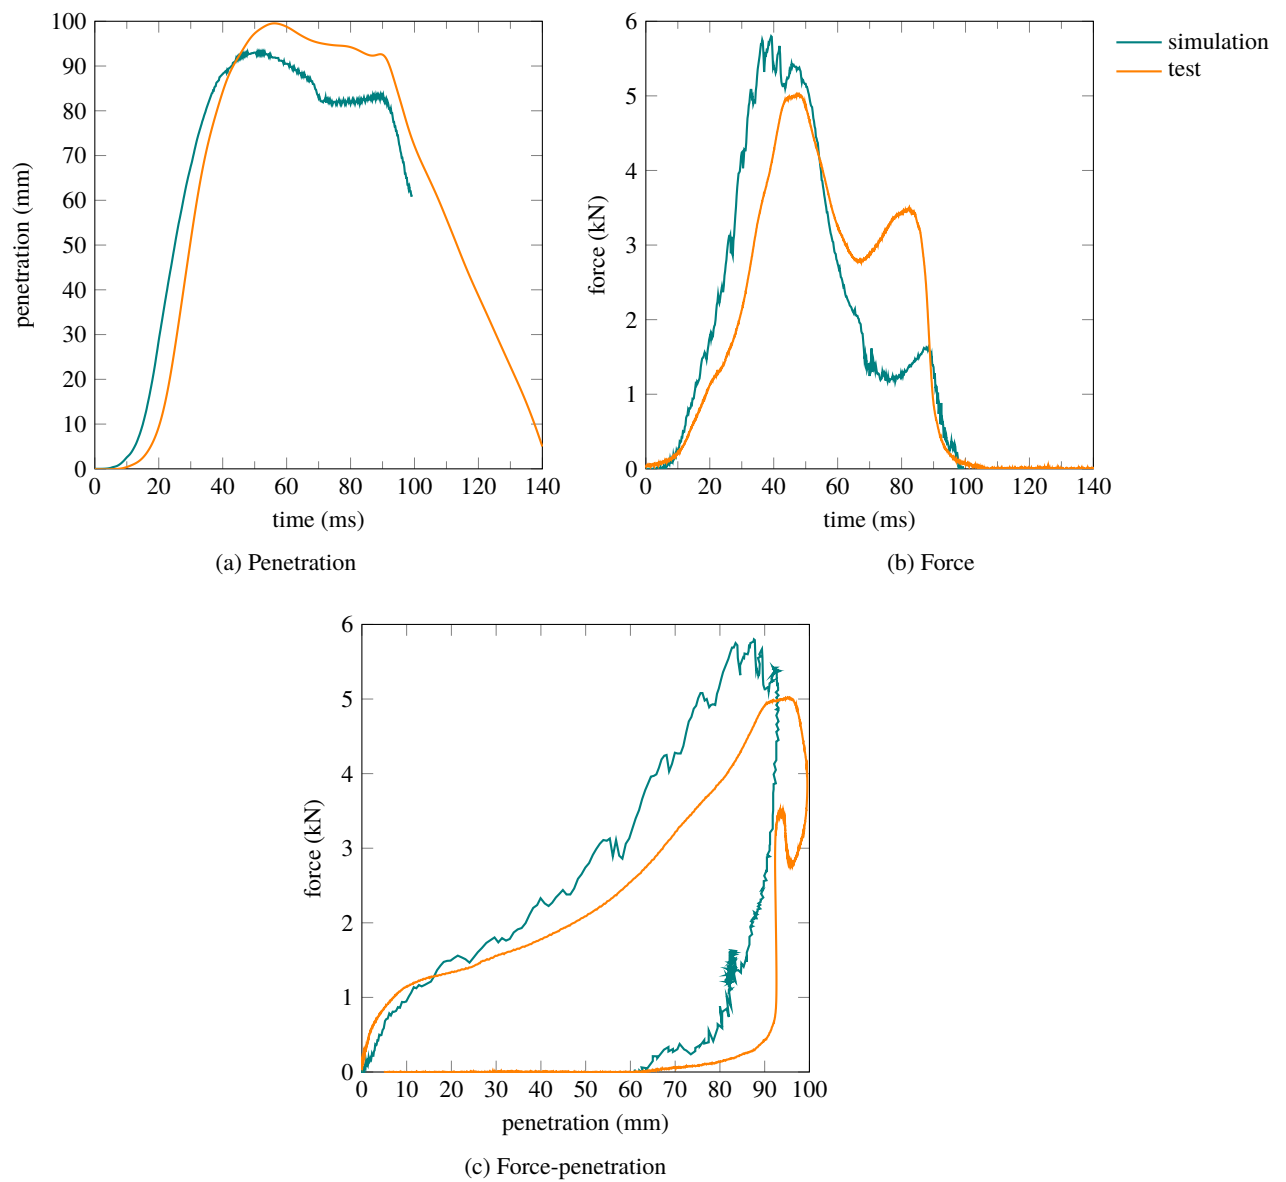 100
90
80
70
60
50
40
30
20
10
0
penetration (mm)
0 20 40 60 80 100 120 140
time (ms)
(a) Penetration
6
5
4
3
2
1
0
force (kN)
0 20 40 60 80 100 120 140
time (ms)
(b) Force
simulation
test
6
5
4
3
2
1
0
force (kN)
0 10 20 30 40 50 60 70 80 90 100
penetration (mm)
(c) Force-penetration